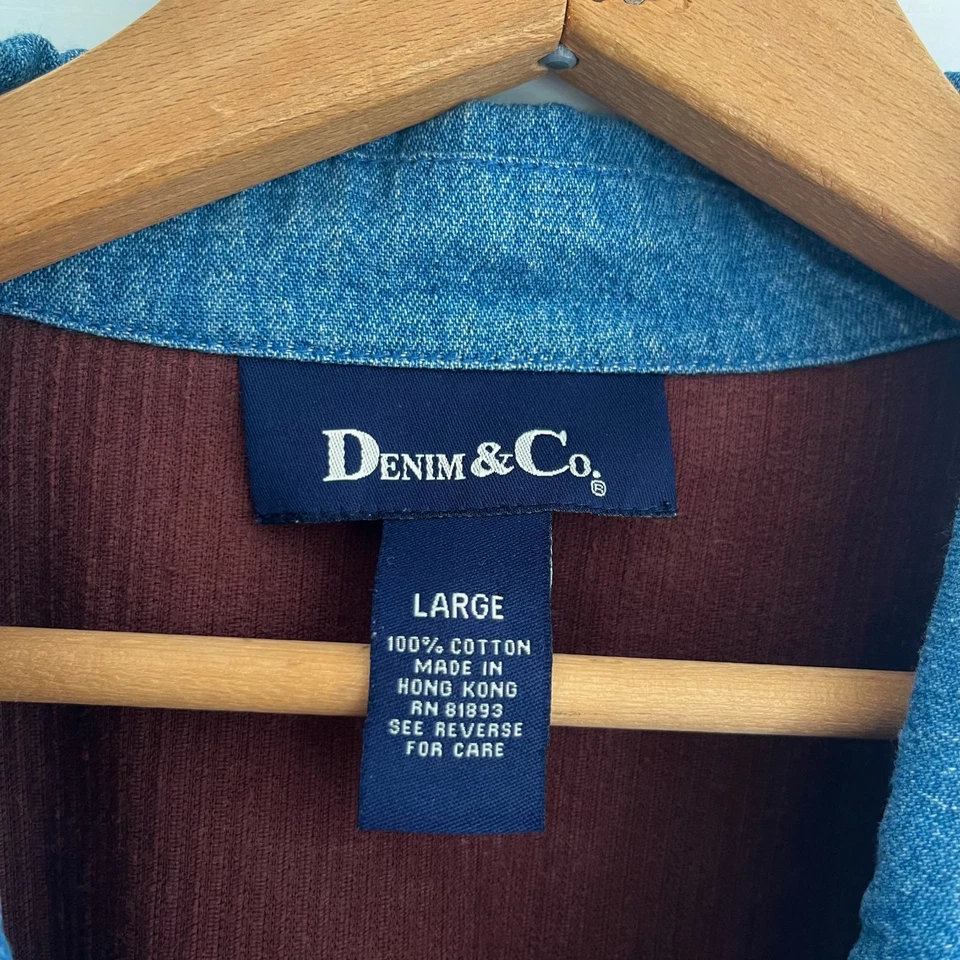 DENIM & CO.®
LARGE
100% COTTON
MADE IN
HONG KONG
RN 81893
SEE REVERSE
FOR CARE